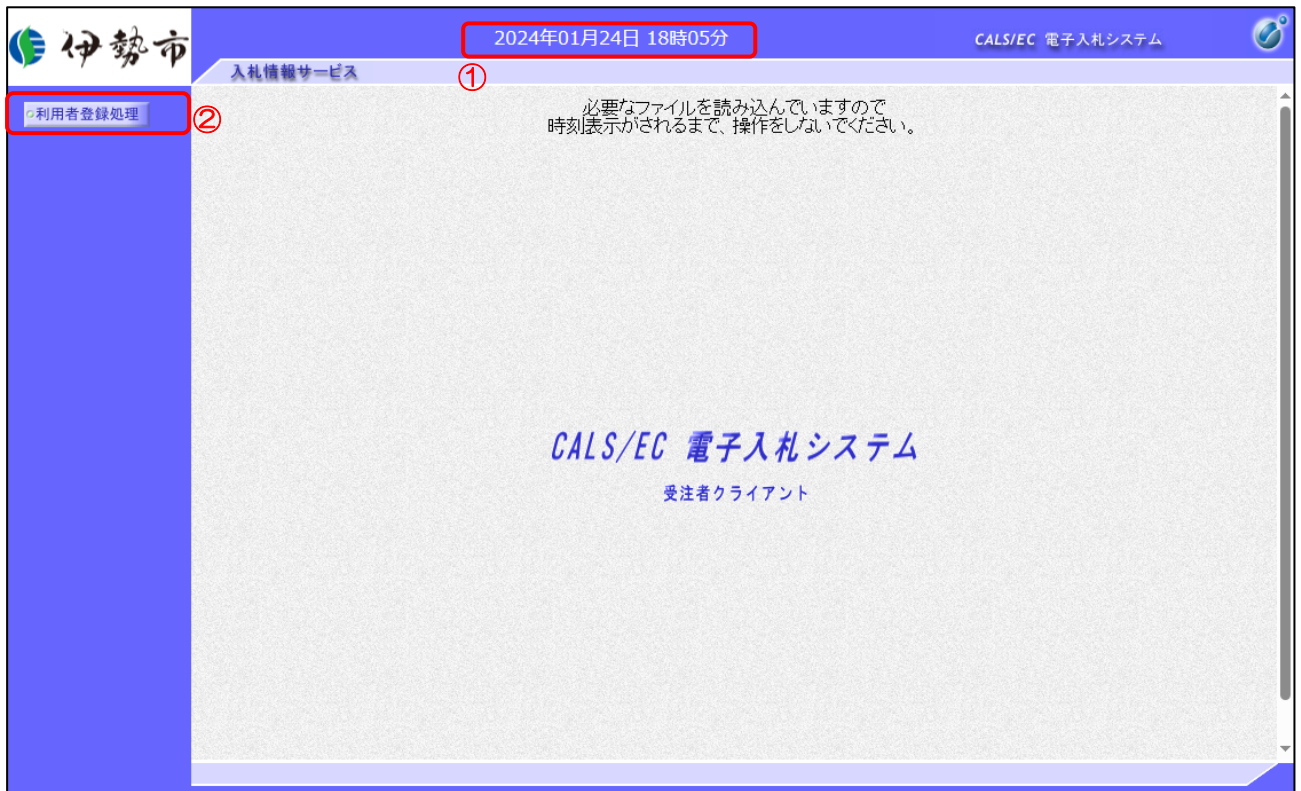 伊勢市
2024年01月24日 18時05分
CALS/EC 電子入札システム
①
入札情報サービス
利用者登録処理
②
必要なファイルを読み込んでいますので
時刻表示がされるまで、操作をしないでください。
CALS/EC 電子入札システム
受注者クライアント